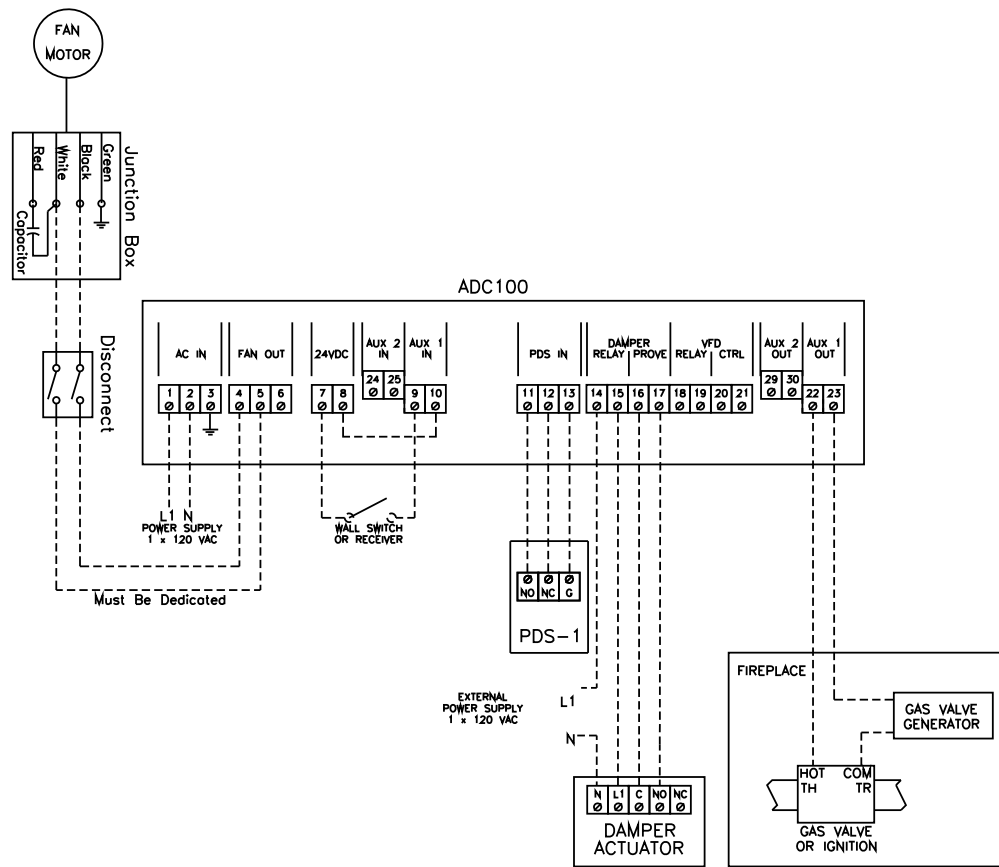 FAN
MOTOR
Red
White
Black
Green
Capacitor
Junction Box
Disconnect
ADC100
AC IN
FAN OUT
24VDC
AUX 2
IN
AUX 1
IN
PDS IN
DAMPER
RELAY PROVE
VFD
RELAY CTRL
AUX 2
OUT
AUX 1
OUT
1 2 3
4 5 6
7 8
24 25
9 10
11 12 13
14 15 16 17
18 19 20 21
29 30
22 23
L1 N
POWER SUPPLY
1 x 120 VAC
WALL SWITCH
OR RECEIVER
Must Be Dedicated
NO NC G
PDS-1
EXTERNAL
POWER SUPPLY
1 x 120 VAC
L1
N
N L1 C NO NC
DAMPER
ACTUATOR
FIREPLACE
GAS VALVE
GENERATOR
HOT COM
TH TR
GAS VALVE
OR IGNITION